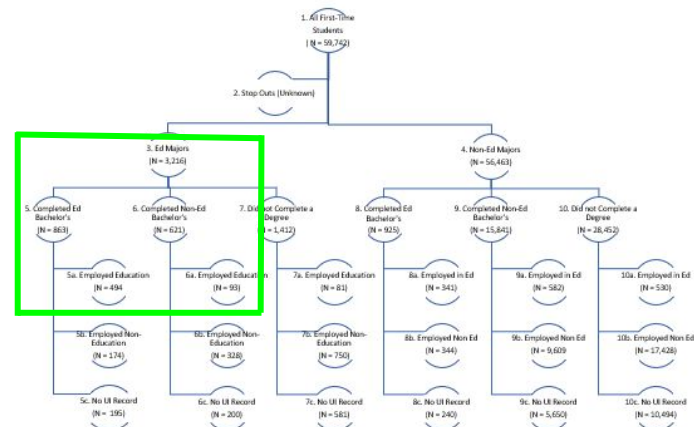 1. All First-Time
Students
( N = 59,742)
2. Stop Outs (Unknown)
3. Ed Majors
(N = 3,216)
4. Non-Ed Majors
(N = 56,463)
5. Completed Ed
Bachelor's
(N = 863)
6. Completed Non-Ed
Bachelor's
(N = 621)
7. Did not Complete a
Degree
(N = 1,412)
8. Completed Ed
Bachelor's
(N = 925)
9. Completed Non-Ed
Bachelor's
(N = 15,841)
10. Did not Complete a
Degree
(N = 28,452)
5a. Employed Education
(N = 494
6a. Employed Education
(N = 93)
7a. Employed Education
(N = 81)
8a. Employed in Ed
(N = 341)
9a. Employed in Ed
(N = 582)
10a. Employed in Ed
(N = 530)
5b. Employed Non-
Education
(N = 174)
6b. Employed Non-
Education
(N = 328)
7b. Employed Non-
Education
(N = 750)
8b. Employed Non Ed
(N = 344)
9b. Employed Non Ed
(N = 9,609
10b. Employed Non Ed
(N = 17,428)
5c. No UI Record
(N = 195)
6c. No UI Record
(N = 200)
7c. No UI Record
(N = 581)
8c. No UI Record
(N = 240)
9c. No UI Record
(N = 5,650)
10c. No UI Record
(N = 10,494)